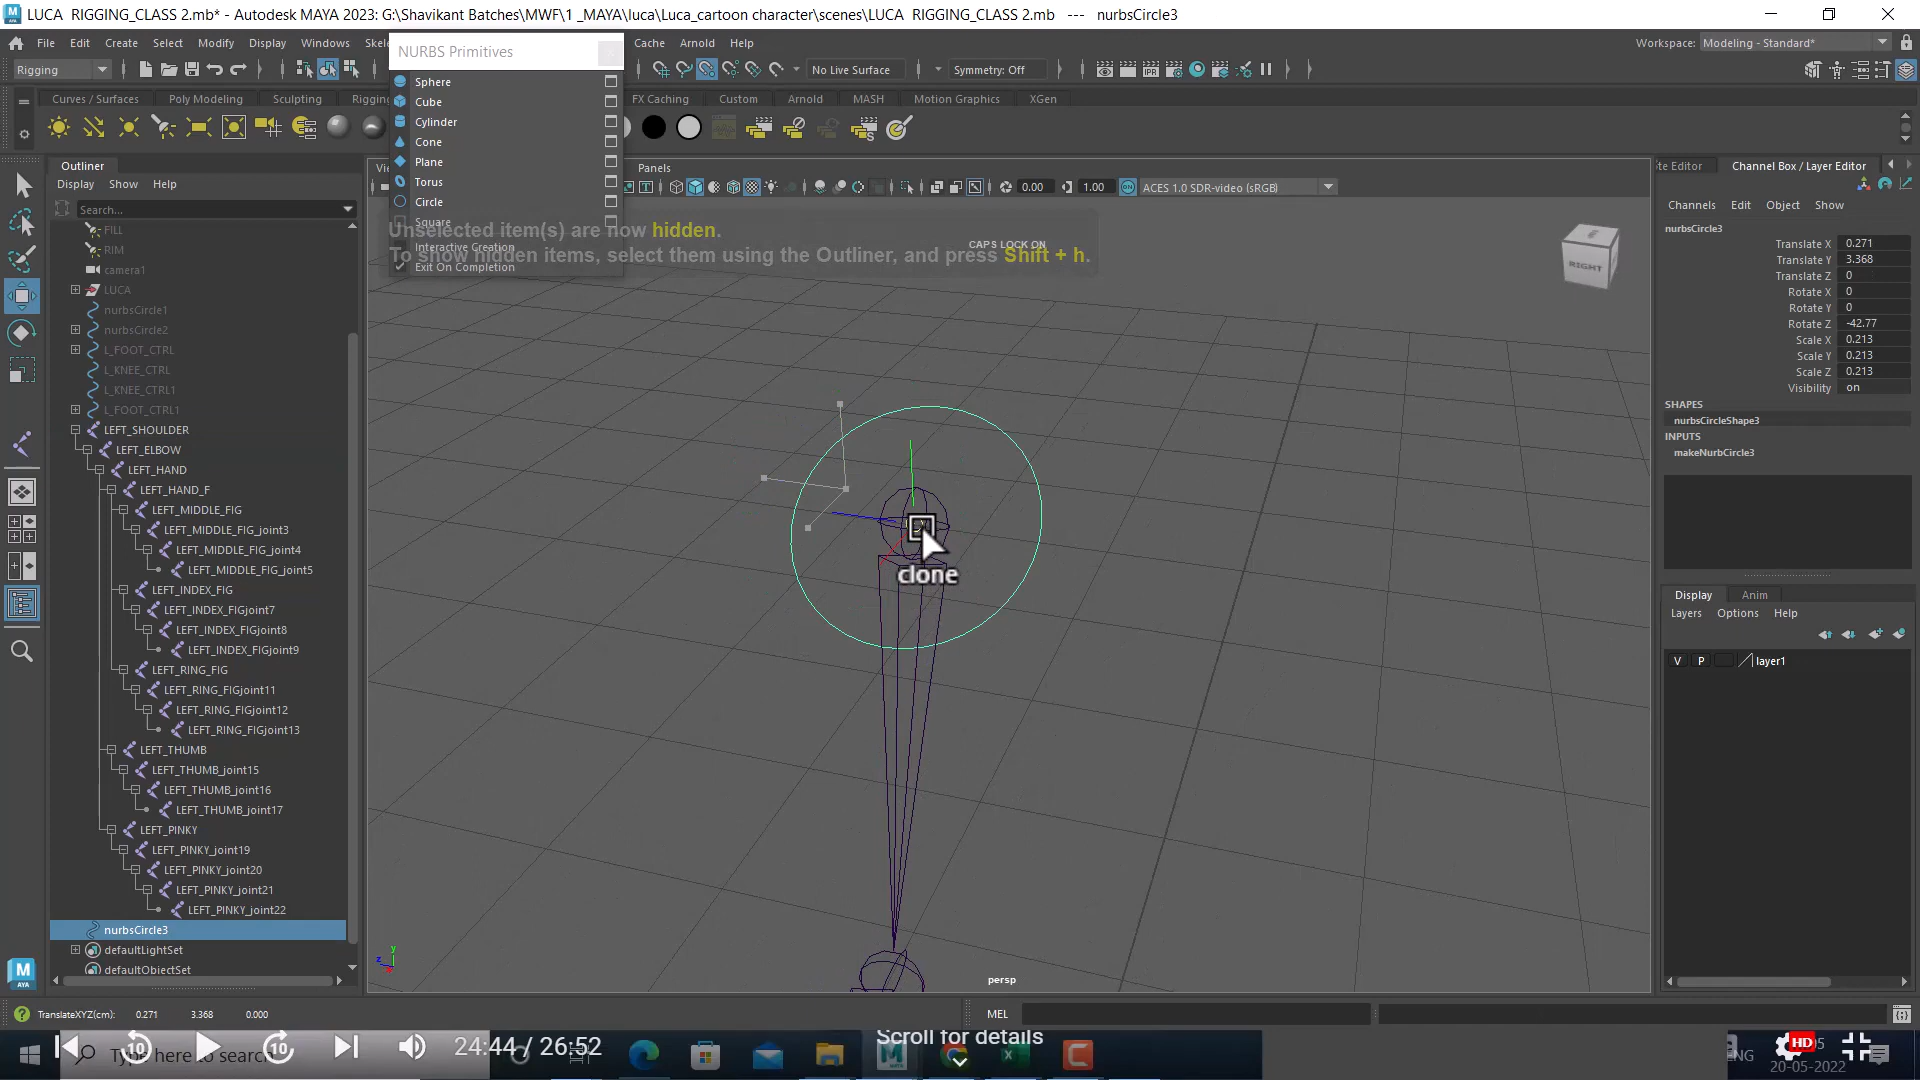 LUCA  RIGGING_CLASS 2.mb* - Autodesk MAYA 2023: G:\Shavikant Batches\MWF\1 _MAYA\luca\Luca_cartoon character\scenes\LUCA  RIGGING_CLASS 2.mb   ---   nurbsCircle3
File Edit Create Select Modify Display Windows Cache Arnold Help
Workspace: Modeling - Standard*
NURBS Primitives
Rigging
No Live Surface
Symmetry: Off
Curves / Surfaces Poly Modeling Sculpting FX Caching Custom Arnold MASH Motion Graphics XGen
Sphere
Cube
Cylinder
Cone
Plane
Torus
Circle
Square
Interactive Creation
Exit On Completion
Panels
0.00 1.00 ACES 1.0 SDR-video (sRGB)
Unselected item(s) are now hidden.
To show hidden items, select them using the Outliner, and press Shift + h.
CAPS LOCK ON
RIGHT
clone
persp
Outliner
Display Show Help
Search...
FILL
RIM
camera1
LUCA
nurbsCircle1
nurbsCircle2
L_FOOT_CTRL
L_KNEE_CTRL
L_KNEE_CTRL1
L_FOOT_CTRL1
LEFT_SHOULDER
LEFT_ELBOW
LEFT_HAND
LEFT_HAND_F
LEFT_MIDDLE_FIG
LEFT_MIDDLE_FIG_joint3
LEFT_MIDDLE_FIG_joint4
LEFT_MIDDLE_FIG_joint5
LEFT_INDEX_FIG
LEFT_INDEX_FIGjoint7
LEFT_INDEX_FIGjoint8
LEFT_INDEX_FIGjoint9
LEFT_RING_FIG
LEFT_RING_FIGjoint11
LEFT_RING_FIGjoint12
LEFT_RING_FIGjoint13
LEFT_THUMB
LEFT_THUMB_joint15
LEFT_THUMB_joint16
LEFT_THUMB_joint17
LEFT_PINKY
LEFT_PINKY_joint19
LEFT_PINKY_joint20
LEFT_PINKY_joint21
LEFT_PINKY_joint22
nurbsCircle3
defaultLightSet
defaultObjectSet
Channel Box / Layer Editor
Channels Edit Object Show
nurbsCircle3
Translate X 0.271
Translate Y 3.368
Translate Z 0
Rotate X 0
Rotate Y 0
Rotate Z -42.77
Scale X 0.213
Scale Y 0.213
Scale Z 0.213
Visibility on
SHAPES
nurbsCircleShape3
INPUTS
makeNurbCircle3
Display Anim
Layers Options Help
V P layer1
TranslateXYZ(cm): 0.271 3.368 0.000
MEL
MAYA
10 10 24:44 / 26:52
Scroll for details
Type here to search
HD
20-05-2022